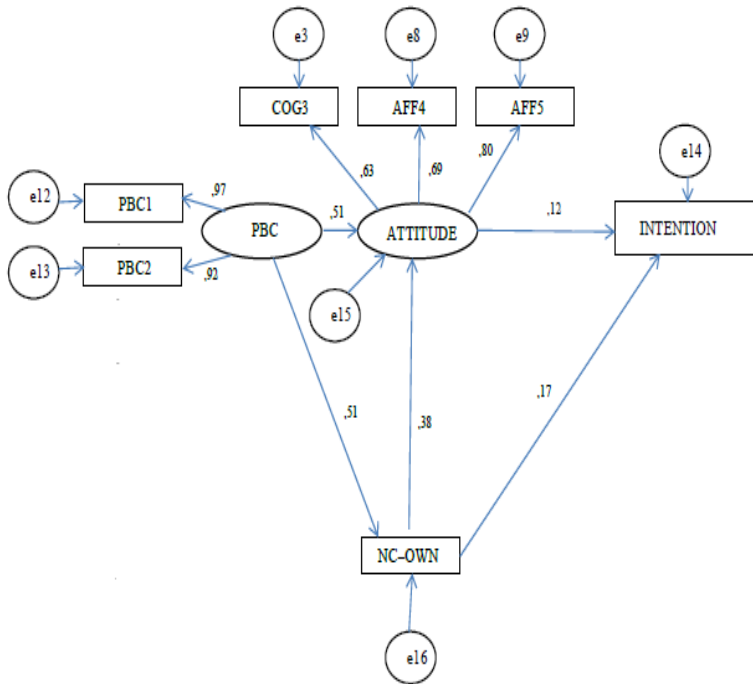 e3
e8
e9
COG3
AFF4
AFF5
e14
,63
,69
,80
e12
PBC1
,97
,51
,12
PBC
ATTITUDE
INTENTION
e13
PBC2
,92
e15
,17
,51
,38
NC–OWN
e16